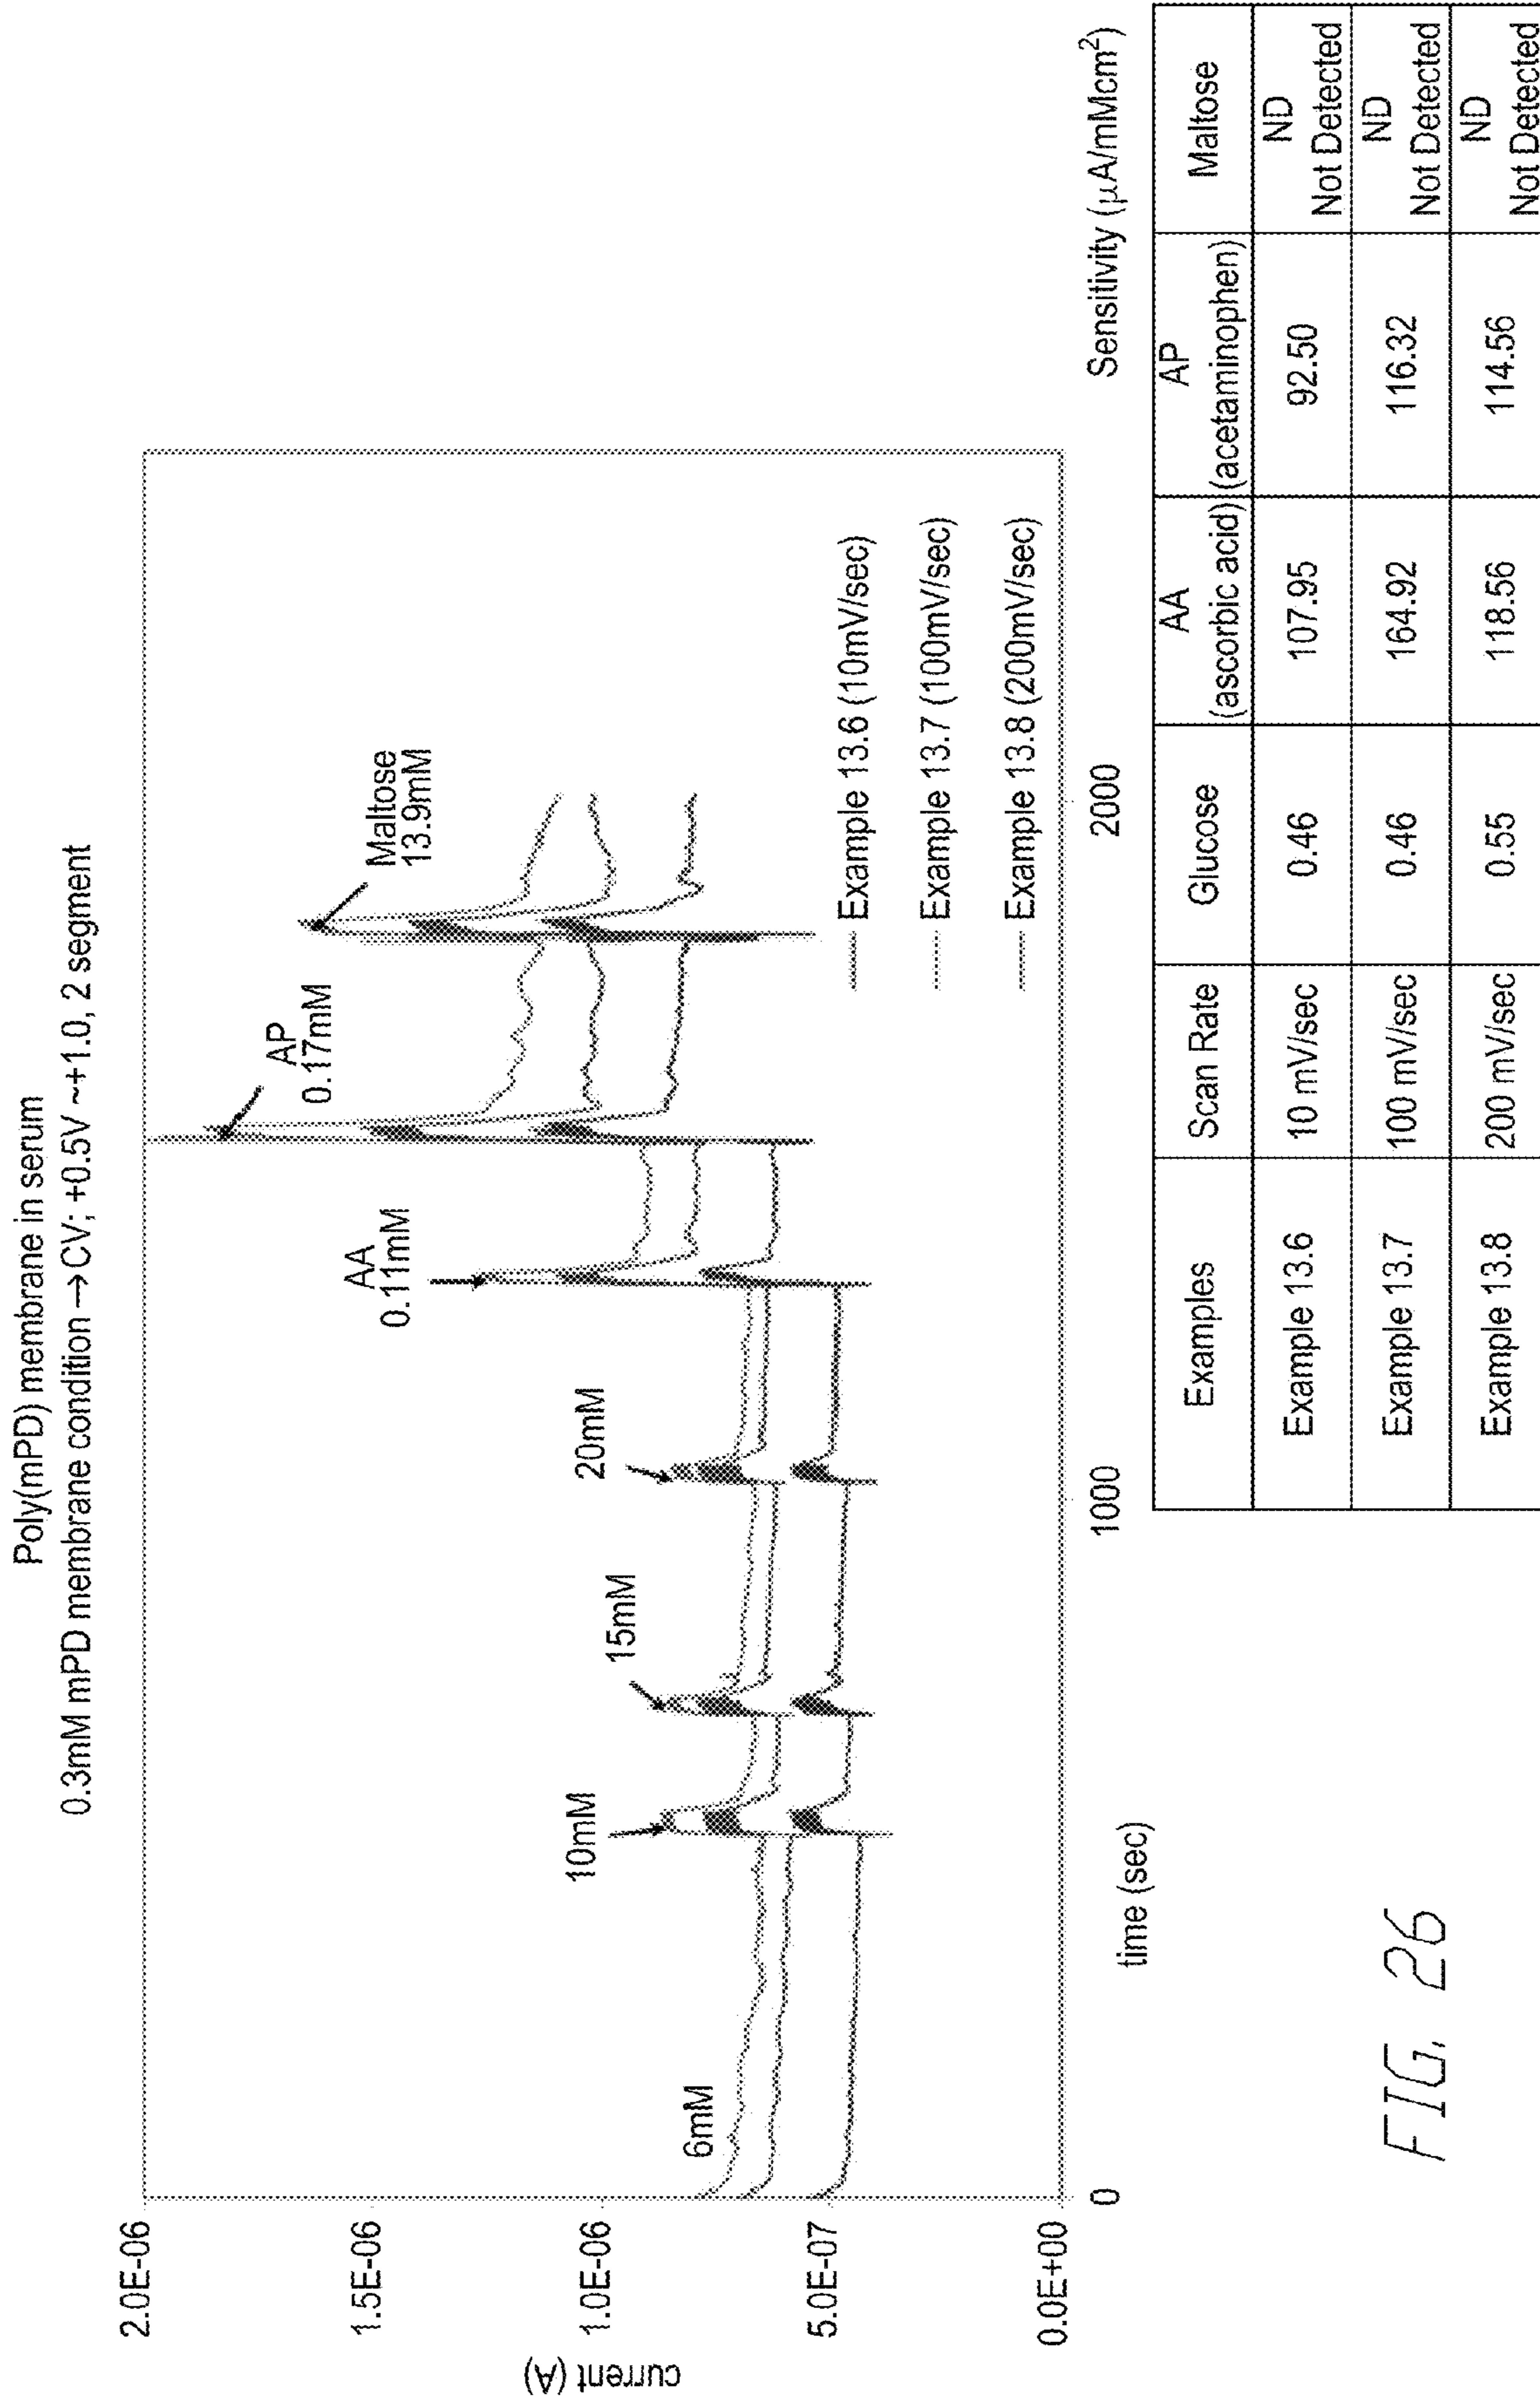 Poly(mPD) membrane in serum
0.3mM mPD membrane condition → CV; +0.5V ~+1.0, 2 segment
current (A)
2.0E-06
1.5E-06
1.0E-06
5.0E-07
0.0E+00
6mM
10mM
15mM
20mM
AA
0.11mM
AP
0.17mM
Maltose
13.9mM
Example 13.6 (10mV/sec)
Example 13.7 (100mV/sec)
Example 13.8 (200mV/sec)
0
1000
2000
time (sec)
Sensitivity (μA/mMcm²)
Examples Scan Rate Glucose AA (ascorbic acid) AP (acetaminophen) Maltose
Example 13.6 10 mV/sec 0.46 107.95 92.50 ND Not Detected
Example 13.7 100 mV/sec 0.46 164.92 116.32 ND Not Detected
Example 13.8 200 mV/sec 0.55 118.56 114.56 ND Not Detected
FIG. 26